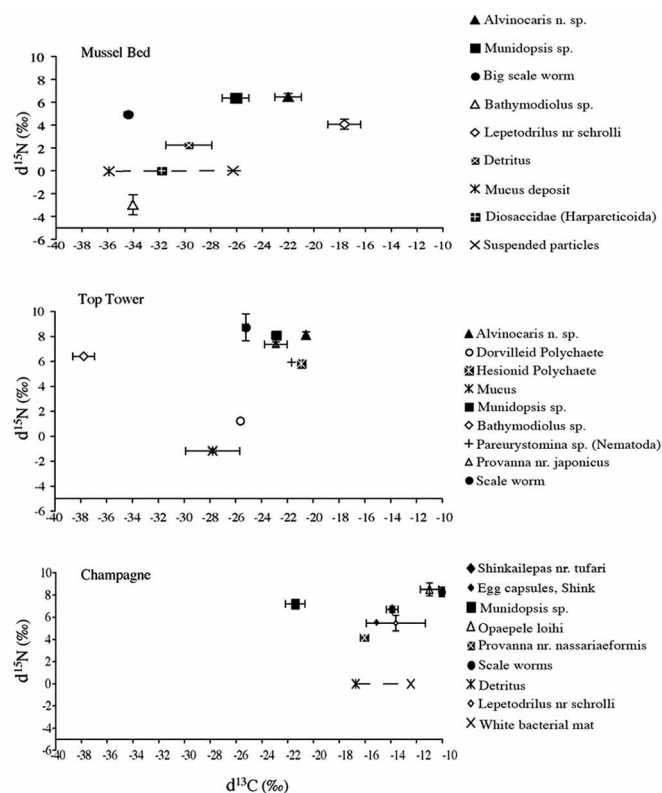 Mussel Bed
d15N (‰)
10
8
6
4
2
0
-2
-4
-6
-40 -38 -36 -34 -32 -30 -28 -26 -24 -22 -20 -18 -16 -14 -12 -10
Alvinocaris n. sp.
Munidopsis sp.
Big scale worm
Bathymodiolus sp.
Lepetodrilus nr schrolli
Detritus
Mucus deposit
Diosaccidae (Harparcticoida)
Suspended particles
Top Tower
d15N (‰)
10
8
6
4
2
0
-2
-4
-6
-40 -38 -36 -34 -32 -30 -28 -26 -24 -22 -20 -18 -16 -14 -12 -10
Alvinocaris n. sp.
Dorvilleid Polychaete
Hesionid Polychaete
Mucus
Munidopsis sp.
Bathymodiolus sp.
Pareurystomina sp. (Nematoda)
Provanna nr. japonicus
Scale worm
Champagne
d15N (‰)
10
8
6
4
2
0
-2
-4
-6
-38 -36 -34 -32 -30 -28 -26 -24 -22 -20 -18 -16 -14 -12 -10
d13C (‰)
Shinkailepas nr. tufari
Egg capsules, Shink
Munidopsis sp.
Opaepele loihi
Provanna nr. nassariaeformis
Scale worms
Detritus
Lepetodrilus nr schrolli
White bacterial mat